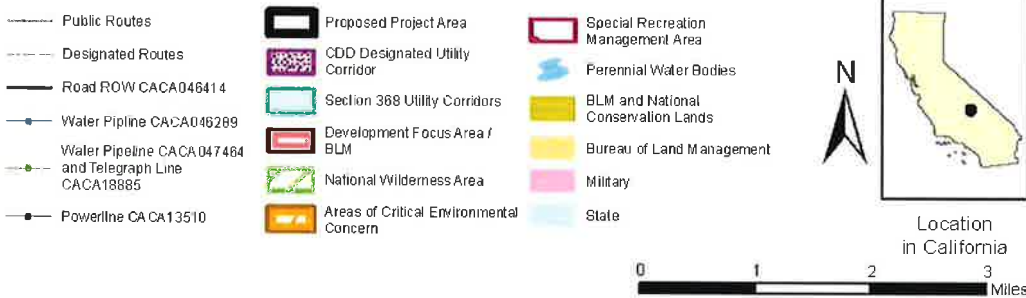 Public Routes
Designated Routes
Road ROW CACA046414
Water Pipline CACA046289
Water Pipeline CACA047464
and Telegraph Line
CACA18885
Powerline CACA13510
Proposed Project Area
CDD Designated Utility
Corridor
Section 368 Utility Corridors
Development Focus Area /
BLM
National Wilderness Area
Areas of Critical Environmental
Concern
Special Recreation
Management Area
Perennial Water Bodies
BLM and National
Conservation Lands
Bureau of Land Management
Military
State
N
Location
in California
0 1 2 3
Miles